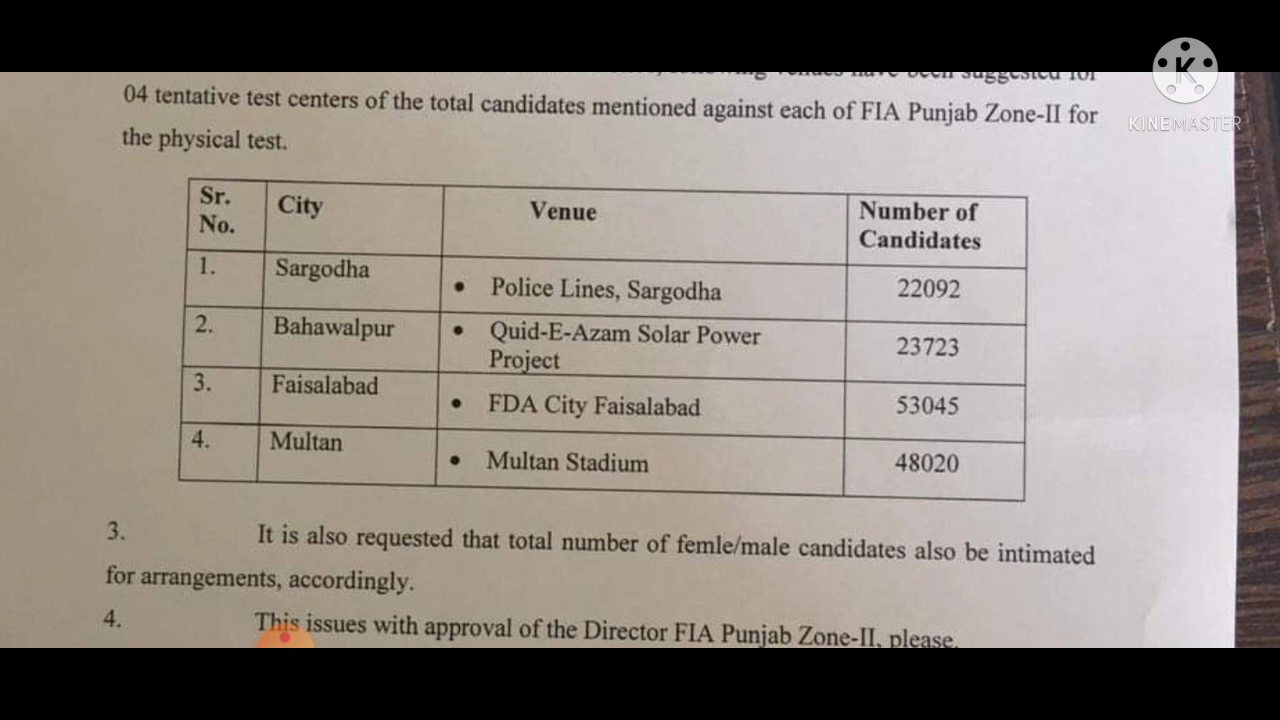 KINEMASTER
04 tentative test centers of the total candidates mentioned against each of FIA Punjab Zone-II for
the physical test.
Sr. No. City Venue Number of Candidates
1. Sargodha • Police Lines, Sargodha 22092
2. Bahawalpur • Quid-E-Azam Solar Power Project 23723
3. Faisalabad • FDA City Faisalabad 53045
4. Multan • Multan Stadium 48020
3. It is also requested that total number of femle/male candidates also be intimated
for arrangements, accordingly.
4. This issues with approval of the Director FIA Punjab Zone-II, please.